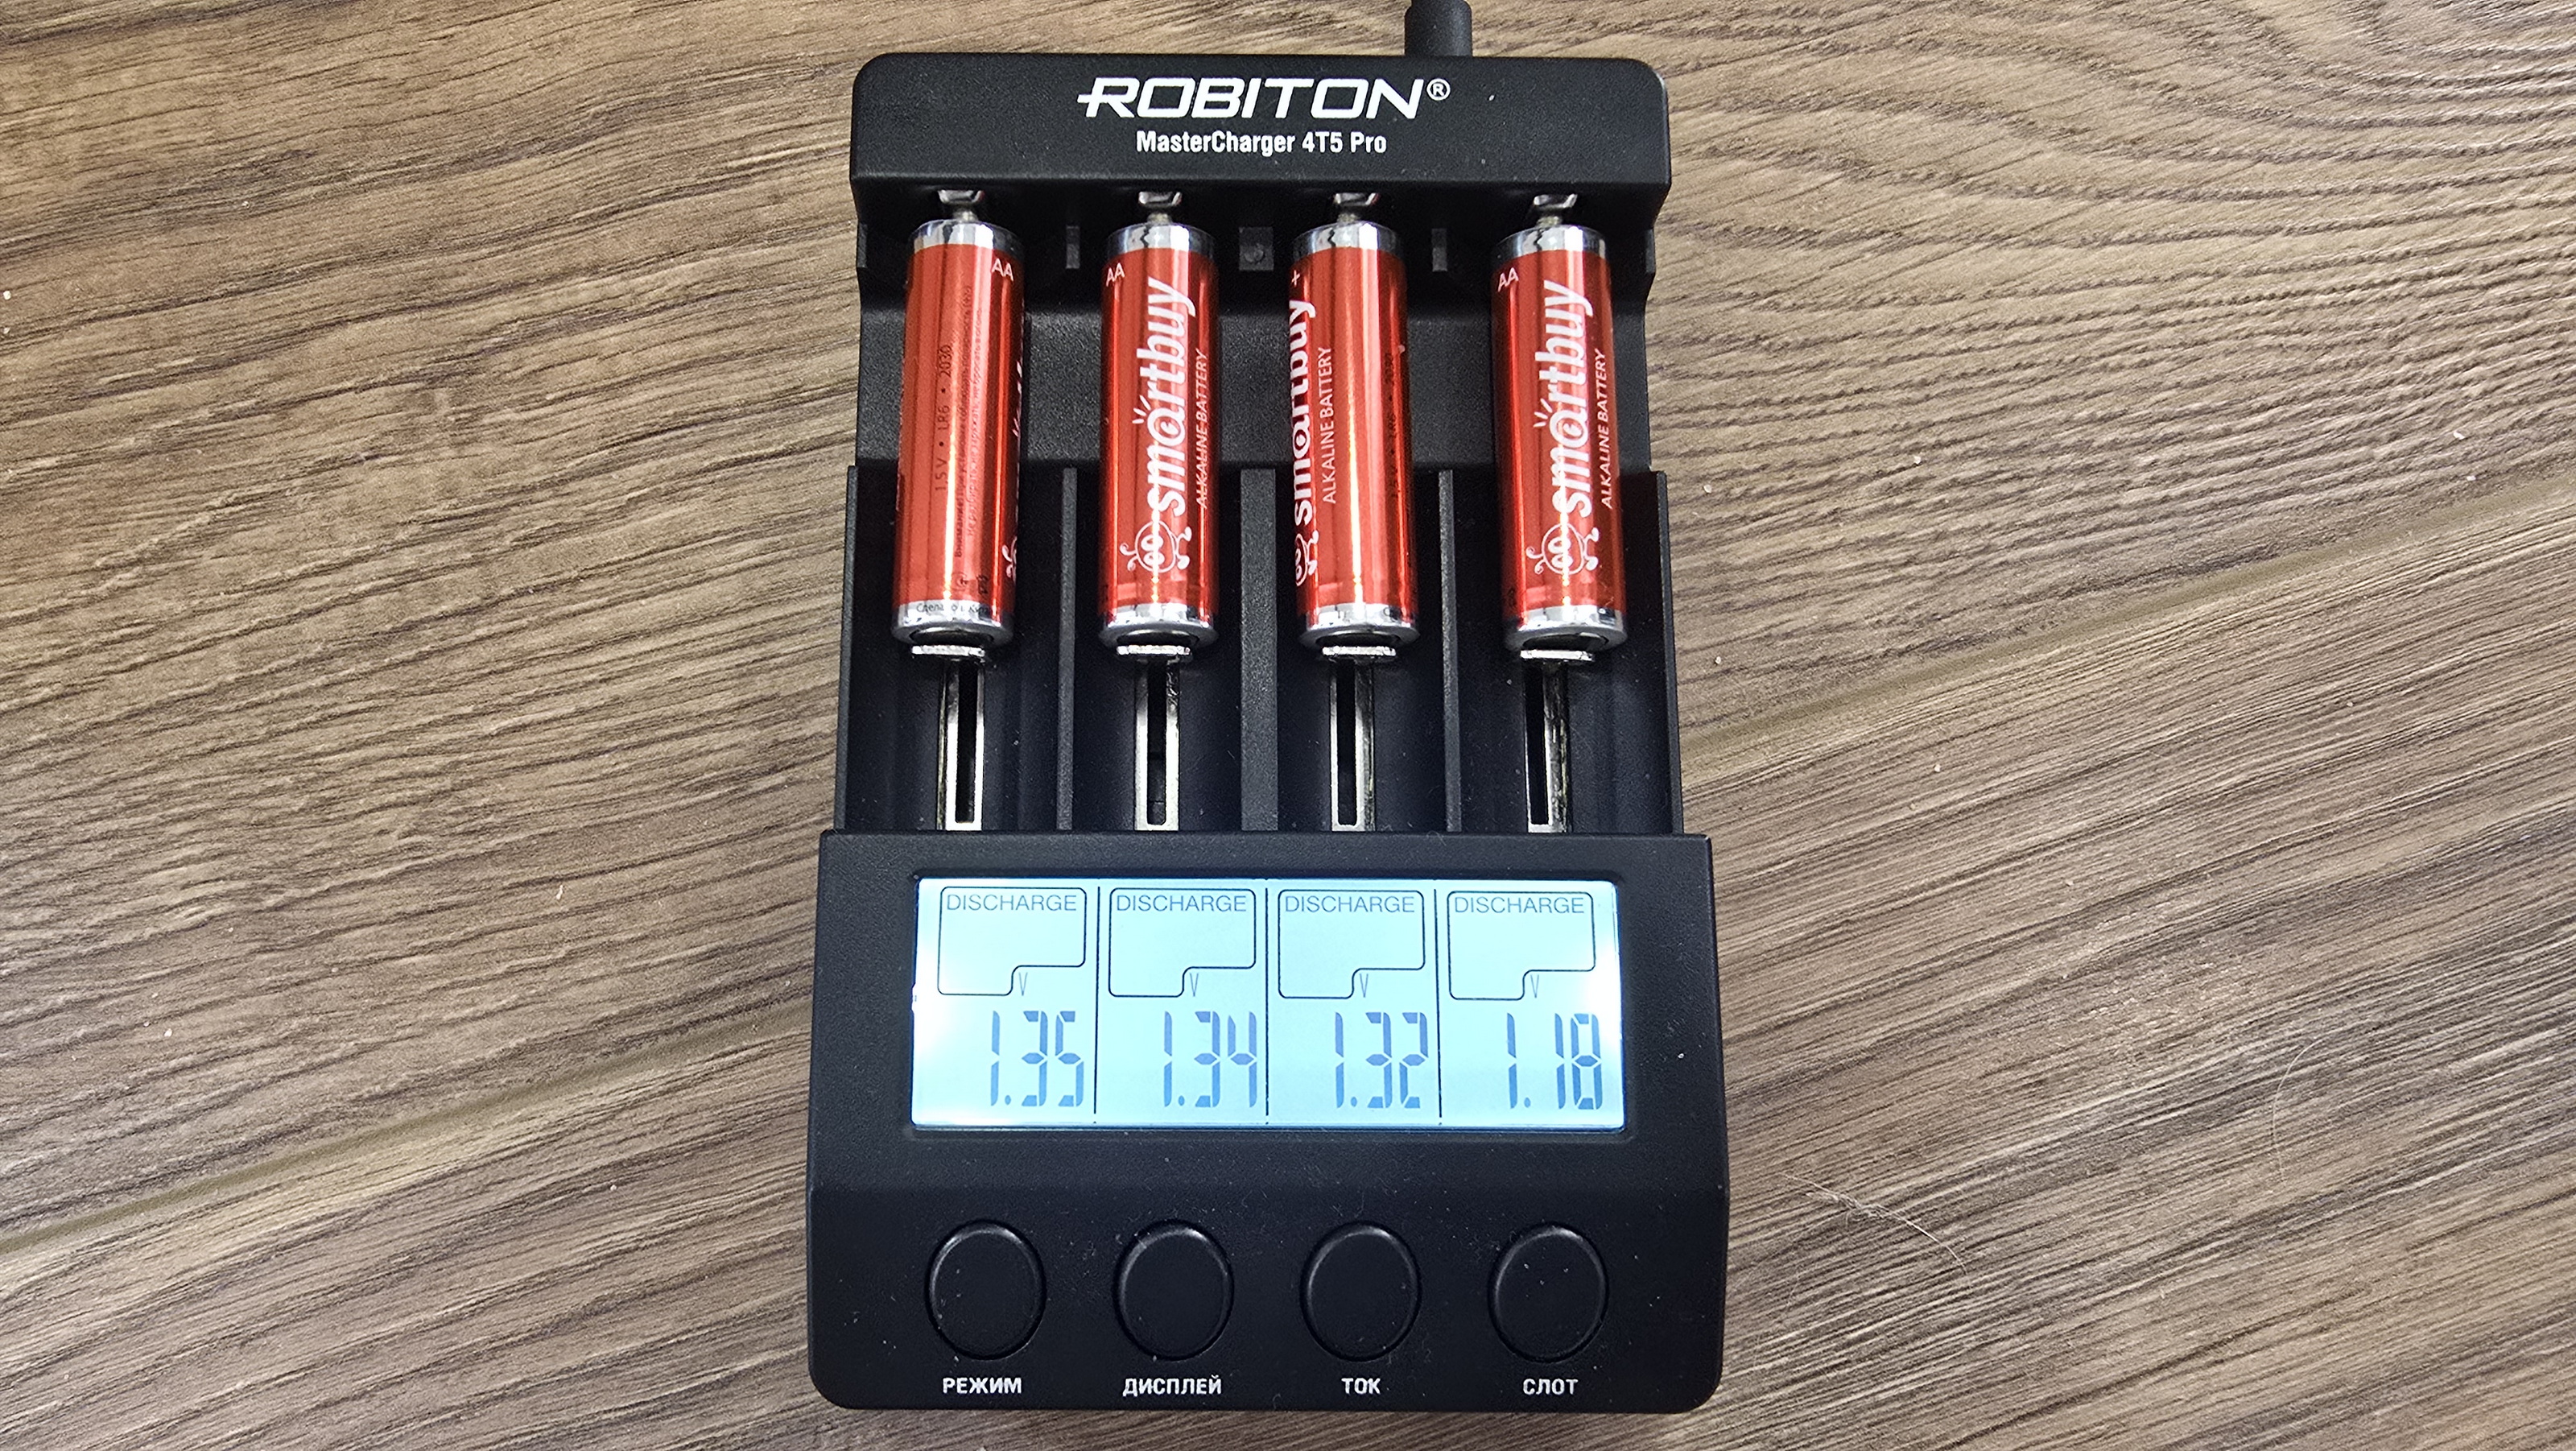 ROBITON®
MasterCharger 4T5 Pro
AA
1.5 V • LR6 • 2030
AA
smartbuy
ALKALINE BATTERY
+
smartbuy
ALKALINE BATTERY
AA
smartbuy
ALKALINE BATTERY
DISCHARGE DISCHARGE DISCHARGE DISCHARGE
V V V V
1.35 1.34 1.32 1.18
РЕЖИМ ДИСПЛЕЙ ТОК СЛОТ